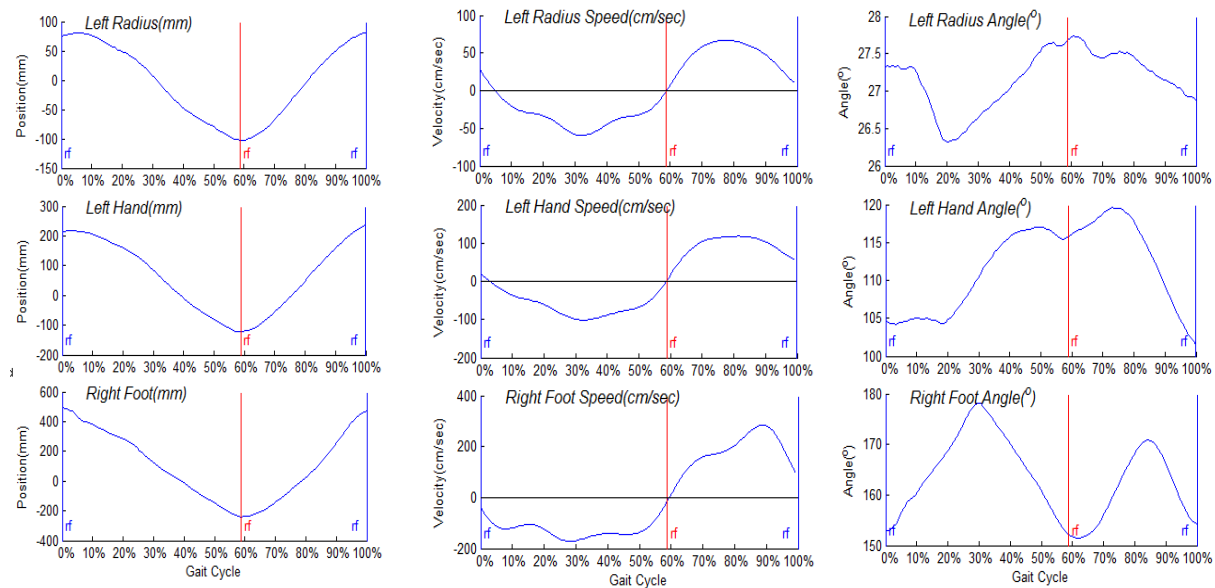 Left Radius(mm)
Position(mm)
100
50
0
-50
-100
-150
rf rf rf
0% 10% 20% 30% 40% 50% 60% 70% 80% 90% 100%
Left Radius Speed(cm/sec)
Velocity(cm/sec)
100
50
0
-50
-100
rf rf rf
0% 10% 20% 30% 40% 50% 60% 70% 80% 90% 100%
Left Radius Angle(º)
Angle(º)
28
27.5
27
26.5
26
rf rf rf
0% 10% 20% 30% 40% 50% 60% 70% 80% 90% 100%
Left Hand(mm)
Position(mm)
300
200
100
0
-100
-200
rf rf rf
0% 10% 20% 30% 40% 50% 60% 70% 80% 90% 100%
Left Hand Speed(cm/sec)
Velocity(cm/sec)
200
100
0
-100
-200
rf rf rf
0% 10% 20% 30% 40% 50% 60% 70% 80% 90% 100%
Left Hand Angle(º)
Angle(º)
120
115
110
105
100
rf rf rf
0% 10% 20% 30% 40% 50% 60% 70% 80% 90% 100%
Right Foot(mm)
Position(mm)
600
400
200
0
-200
-400
rf rf rf
0% 10% 20% 30% 40% 50% 60% 70% 80% 90% 100%
Gait Cycle
Right Foot Speed(cm/sec)
Velocity(cm/sec)
400
200
0
-200
rf rf rf
0% 10% 20% 30% 40% 50% 60% 70% 80% 90% 100%
Gait Cycle
Right Foot Angle(º)
Angle(º)
180
170
160
150
rf rf rf
0% 10% 20% 30% 40% 50% 60% 70% 80% 90% 100%
Gait Cycle